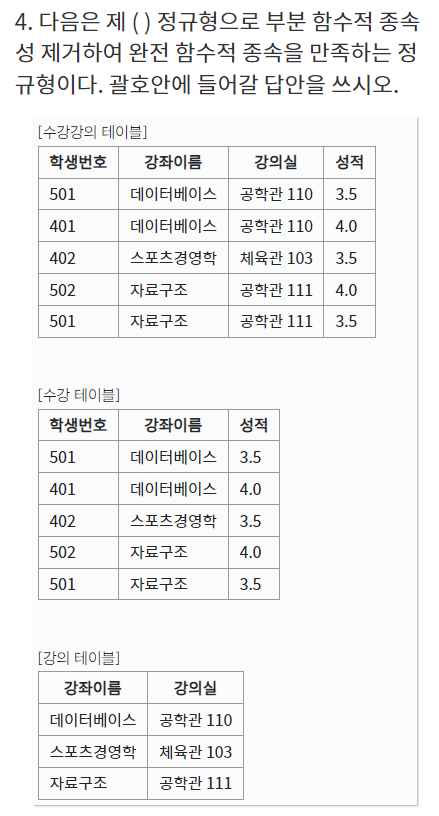 4. 다음은 제 ( ) 정규형으로 부분 함수적 종속
성 제거하여 완전 함수적 종속을 만족하는 정
규형이다. 괄호안에 들어갈 답안을 쓰시오.
[수강강의 테이블]
학생번호 강좌이름 강의실 성적
501 데이터베이스 공학관 110 3.5
401 데이터베이스 공학관 110 4.0
402 스포츠경영학 체육관 103 3.5
502 자료구조 공학관 111 4.0
501 자료구조 공학관 111 3.5
[수강 테이블]
학생번호 강좌이름 성적
501 데이터베이스 3.5
401 데이터베이스 4.0
402 스포츠경영학 3.5
502 자료구조 4.0
501 자료구조 3.5
[강의 테이블]
강좌이름 강의실
데이터베이스 공학관 110
스포츠경영학 체육관 103
자료구조 공학관 111